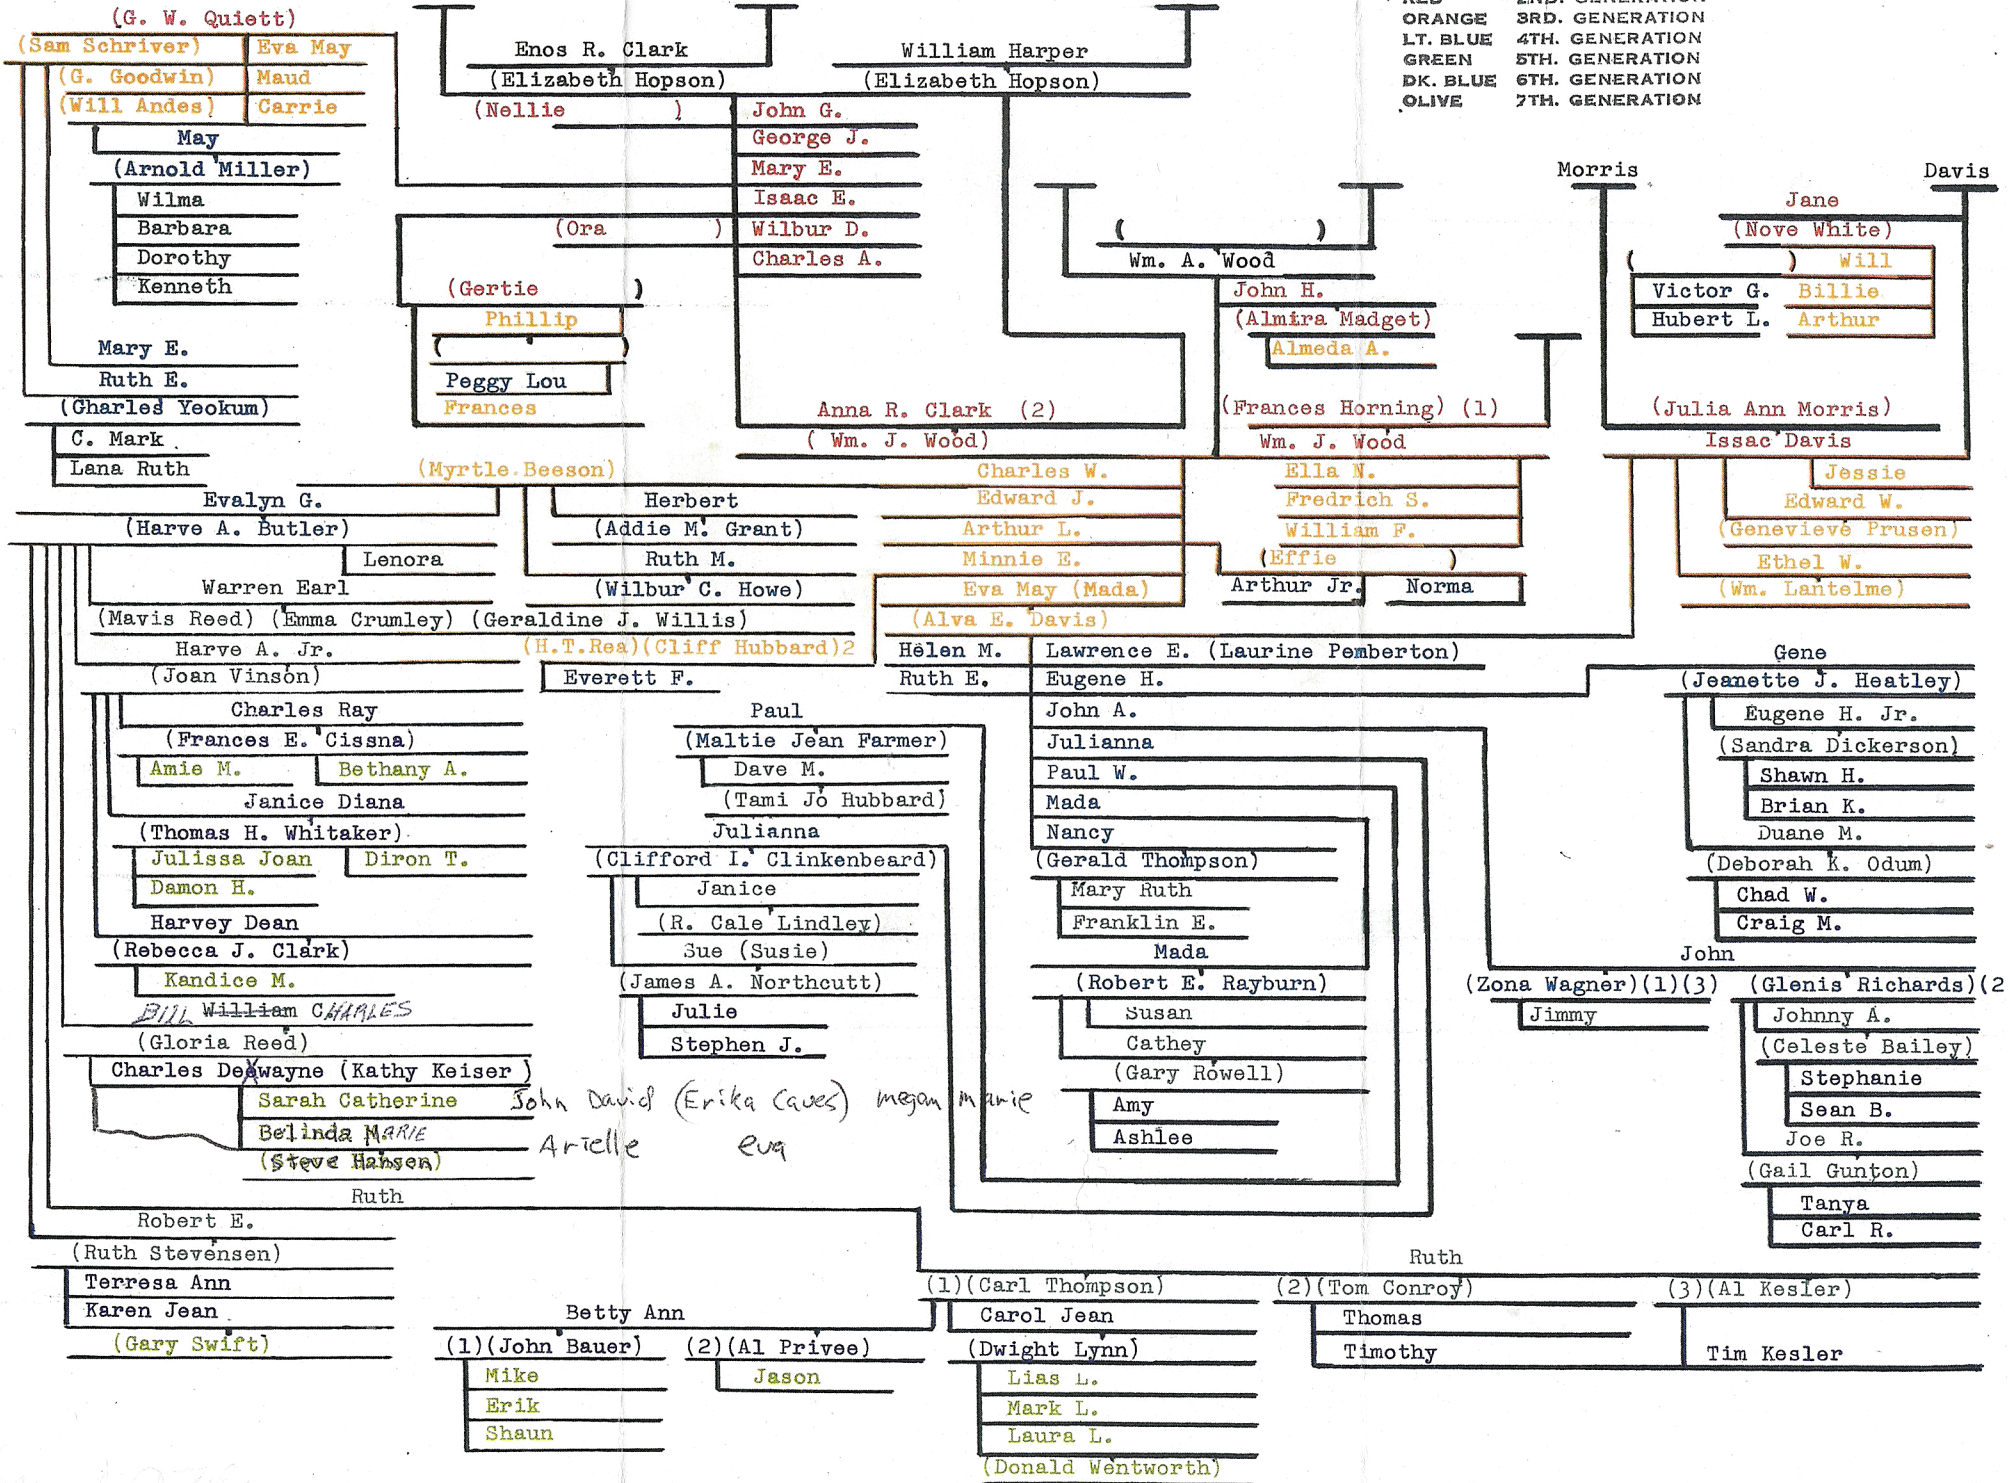 (G. W. Quiett)
(Sam Schriver) Eva May
(G. Goodwin) Maud
(Will Andes) Carrie
May
(Arnold Miller)
Wilma
Barbara
Dorothy
Kenneth
Mary E.
Ruth E.
(Gharles Yeokum)
C. Mark
Lana Ruth
Enos R. Clark
(Elizabeth Hopson)
William Harper
(Elizabeth Hopson)
(Nellie )
John G.
George J.
Mary E.
Isaac E.
(Ora ) Wilbur D.
Charles A.
(Gertie )
Phillip
( )
Peggy Lou
Frances
ORANGE 3RD. GENERATION
LT. BLUE 4TH. GENERATION
GREEN 5TH. GENERATION
DK. BLUE 6TH. GENERATION
OLIVE 7TH. GENERATION
( )
Wm. A. Wood
John H.
(Almira Madget)
Almeda A.
Morris Davis
Jane
(Nove White)
( ) Will
Victor G. Billie
Hubert L. Arthur
Anna R. Clark (2)
( Wm. J. Wood)
(Frances Horning) (1)
Wm. J. Wood
(Julia Ann Morris)
Issac Davis
(Myrtle Beeson) Charles W.
Edward J.
Arthur L.
Minnie E.
Eva May (Mada)
(Alva E. Davis)
Ella N.
Fredrich S.
William F.
(Effie )
Arthur Jr. Norma
Jessie
Edward W.
(Genevieve Prusen)
Ethel W.
(Wm. Lantelme)
Evalyn G.
(Harve A. Butler)
Herbert
(Addie M. Grant)
Ruth M.
(Wilbur C. Howe)
Lenora
Warren Earl
(Mavis Reed) (Emma Crumley) (Geraldine J. Willis)
Harve A. Jr.
(Joan Vinson)
(H.T.Rea)(Cliff Hubbard)2
Everett F.
Helen M.
Ruth E.
Lawrence E. (Laurine Pemberton)
Eugene H.
John A.
Julianna
Paul W.
Mada
Nancy
(Gerald Thompson)
Mary Ruth
Franklin E.
Mada
(Robert E. Rayburn)
Susan
Cathey
(Gary Rowell)
Amy
Ashlee
Gene
(Jeanette J. Heatley)
Eugene H. Jr.
(Sandra Dickerson)
Shawn H.
Brian K.
Duane M.
(Deborah K. Odum)
Chad W.
Craig M.
John
(Zona Wagner)(1)(3) (Glenis Richards)(2
Jimmy
Johnny A.
(Celeste Bailey)
Stephanie
Sean B.
Joe R.
(Gail Gunton)
Tanya
Carl R.
Charles Ray
(Frances E. Cissna)
Amie M. Bethany A.
Janice Diana
(Thomas H. Whitaker)
Julissa Joan Diron T.
Damon H.
Harvey Dean
(Rebecca J. Clark)
Kandice M.
BILL William CHARLES
(Gloria Reed)
Charles Dewayne (Kathy Keiser )
Sarah Catherine John David (Erika Caves) megan marie
Belinda MARIE Arielle eva
(Steve Hansen)
Paul
(Maltie Jean Farmer)
Dave M.
(Tami Jo Hubbard)
Julianna
(Clifford I. Clinkenbeard)
Janice
(R. Cale Lindley)
Sue (Susie)
(James A. Northcutt)
Julie
Stephen J.
Ruth
Robert E.
(Ruth Stevensen)
Terresa Ann
Karen Jean
(Gary Swift)
Ruth
(1)(Carl Thompson) (2)(Tom Conroy) (3)(Al Kesler)
Carol Jean
(Dwight Lynn)
Lias L.
Mark L.
Laura L.
(Donald Wentworth)
Thomas
Timothy
Tim Kesler
Betty Ann
(1)(John Bauer) (2)(Al Privee)
Mike Jason
Erik
Shaun